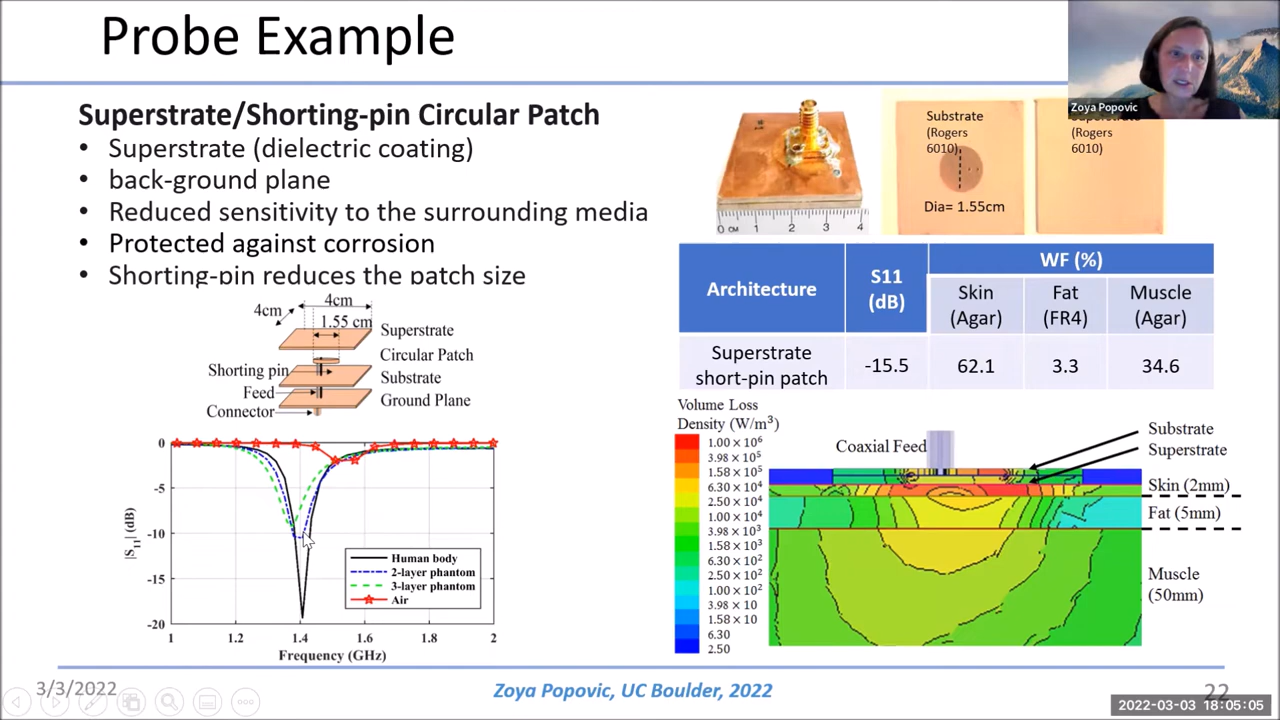 Probe Example
Zoya Popovic
Superstrate/Shorting-pin Circular Patch
• Superstrate (dielectric coating)
• back-ground plane
• Reduced sensitivity to the surrounding media
• Protected against corrosion
• Shorting-pin reduces the patch size
4cm
4cm
1.55 cm
Superstrate
Circular Patch
Shorting pin
Substrate
Feed
Ground Plane
Connector
0
-5
-10
-15
-20
|S11| (dB)
1 1.2 1.4 1.6 1.8 2
Frequency (GHz)
Human body
2-layer phantom
3-layer phantom
Air
0 CM 1 2 3 4
Substrate
(Rogers
6010)
Dia= 1.55cm
(Rogers
6010)
Architecture
S11
(dB)
WF (%)
Skin
(Agar)
Fat
(FR4)
Muscle
(Agar)
Superstrate
short-pin patch
-15.5 62.1 3.3 34.6
Volume Loss
Density (W/m³)
1.00 × 10⁶
3.98 × 10⁵
1.58 × 10⁵
6.30 × 10⁴
2.50 × 10⁴
1.00 × 10⁴
3.98 × 10³
1.58 × 10³
6.30 × 10²
2.50 × 10²
1.00 × 10²
3.98 × 10
1.58 × 10
6.30
2.50
Coaxial Feed
Substrate
Superstrate
Skin (2mm)
Fat (5mm)
Muscle
(50mm)
3/3/2022
Zoya Popovic, UC Boulder, 2022
22
2022-03-03 18:05:05